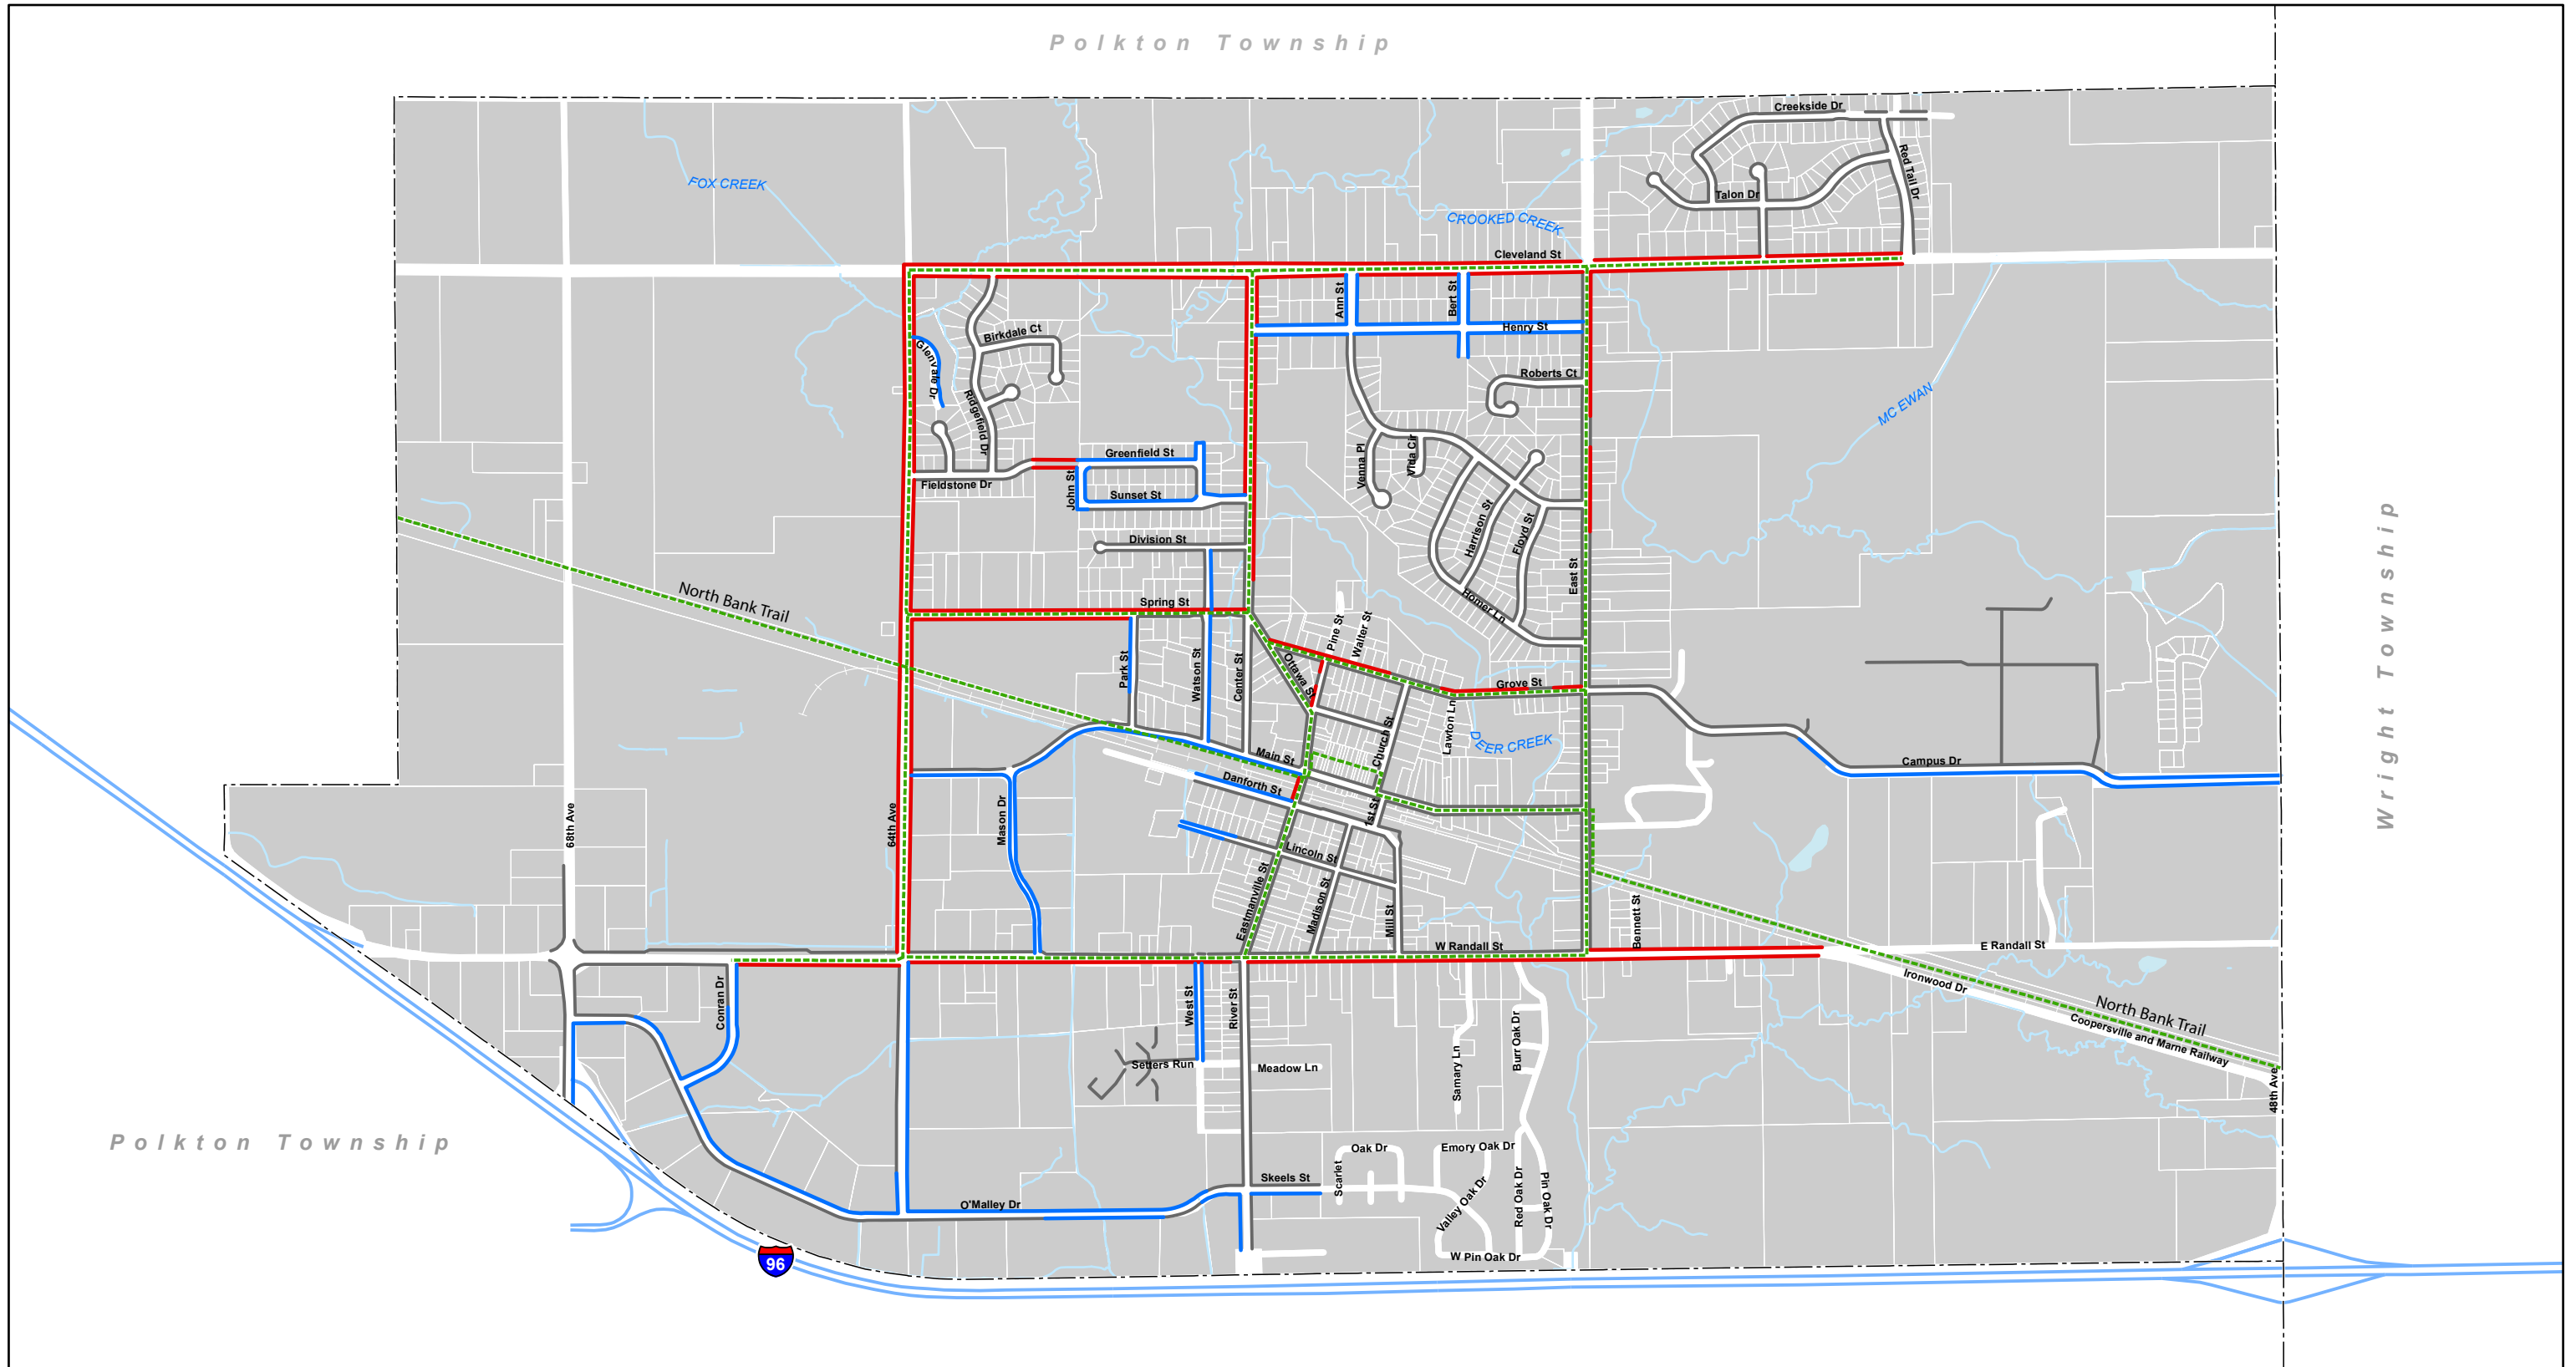 Polkton Township
Creekside Dr
Red Tail Dr
FOX CREEK
Talon Dr
CROOKED CREEK
Cleveland St
Ann St
Bert St
Henry St
Birkdale Ct
Glenvale Dr
Roberts Ct
Ridgefield Dr
MC EWAN
Venna Pl
Vida Cir
Greenfield St
Fieldstone Dr
John St
Sunset St
Harrison St
Floyd St
Division St
East St
Wright Township
North Bank Trail
Spring St
Homer Ln
Pine St
Walter St
Park St
Watson St
Center St
Ottawa St
Grove St
Church St
Lawton Ln
DEER CREEK
Main St
Danforth St
Campus Dr
68th Ave
64th Ave
Mason Dr
1st St
Lincoln St
Eastmanville St
Madison St
Mill St
Bennett St
W Randall St
E Randall St
Ironwood Dr
North Bank Trail
Coopersville and Marne Railway
48th Ave
Conran Dr
West St
River St
Setters Run
Meadow Ln
Samary Ln
Burr Oak Dr
Polkton Township
Oak Dr
Emory Oak Dr
Skeels St
Scarlet
Valley Oak Dr
Red Oak Dr
Pin Oak Dr
O'Malley Dr
W Pin Oak Dr
96